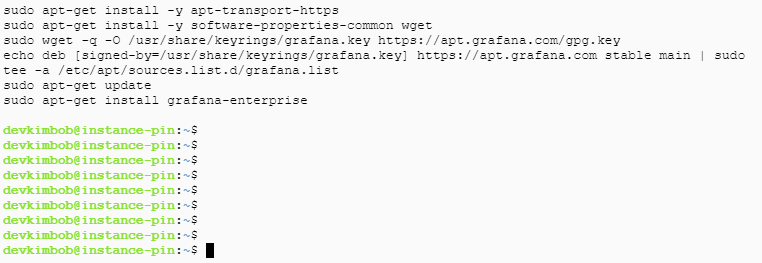 sudo apt-get install -y apt-transport-https
sudo apt-get install -y software-properties-common wget
sudo wget -q -O /usr/share/keyrings/grafana.key https://apt.grafana.com/gpg.key
echo deb [signed-by=/usr/share/keyrings/grafana.key] https://apt.grafana.com stable main | sudo
tee -a /etc/apt/sources.list.d/grafana.list
sudo apt-get update
sudo apt-get install grafana-enterprise
devkimbob@instance-pin:~$
devkimbob@instance-pin:~$
devkimbob@instance-pin:~$
devkimbob@instance-pin:~$
devkimbob@instance-pin:~$
devkimbob@instance-pin:~$
devkimbob@instance-pin:~$
devkimbob@instance-pin:~$
devkimbob@instance-pin:~$